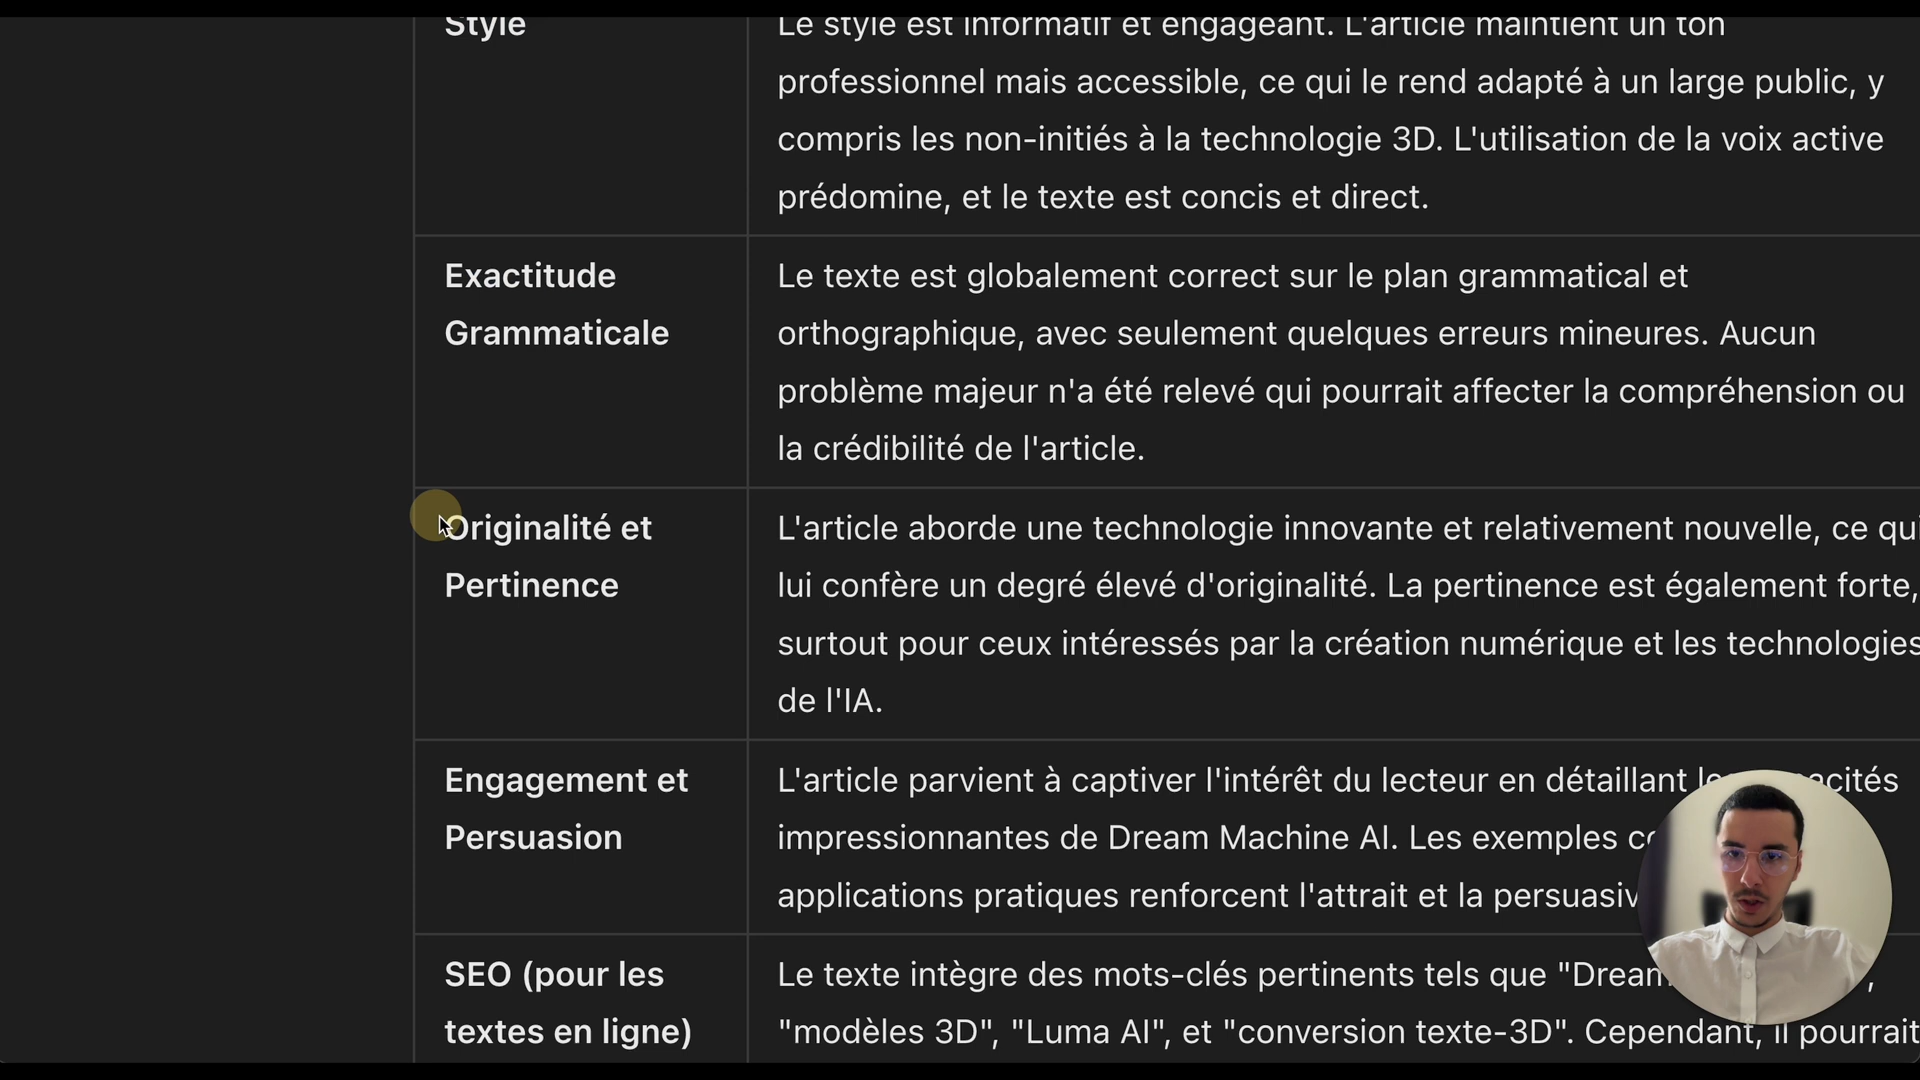 Style
Le style est informatif et engageant. L'article maintient un ton
professionnel mais accessible, ce qui le rend adapté à un large public, y
compris les non-initiés à la technologie 3D. L'utilisation de la voix active
prédomine, et le texte est concis et direct.
Exactitude
Grammaticale
Le texte est globalement correct sur le plan grammatical et
orthographique, avec seulement quelques erreurs mineures. Aucun
problème majeur n'a été relevé qui pourrait affecter la compréhension ou
la crédibilité de l'article.
Originalité et
Pertinence
L'article aborde une technologie innovante et relativement nouvelle, ce qui
lui confère un degré élevé d'originalité. La pertinence est également forte,
surtout pour ceux intéressés par la création numérique et les technologies
de l'IA.
Engagement et
Persuasion
L'article parvient à captiver l'intérêt du lecteur en détaillant
impressionnantes de Dream Machine AI. Les exemples
applications pratiques renforcent l'attrait et la
SEO (pour les
textes en ligne)
Le texte intègre des mots-clés pertinents tels que "Dream
"modèles 3D", "Luma AI", et "conversion texte-3D". Cependant, il pourrait